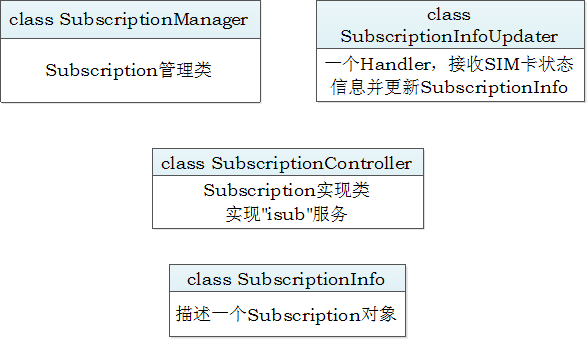 class SubscriptionManager
Subscription管理类
class
SubscriptionInfoUpdater
一个Handler，接收SIM卡状态
信息并更新SubscriptionInfo
class SubscriptionController
Subscription实现类
实现"isub"服务
class SubscriptionInfo
描述一个Subscription对象